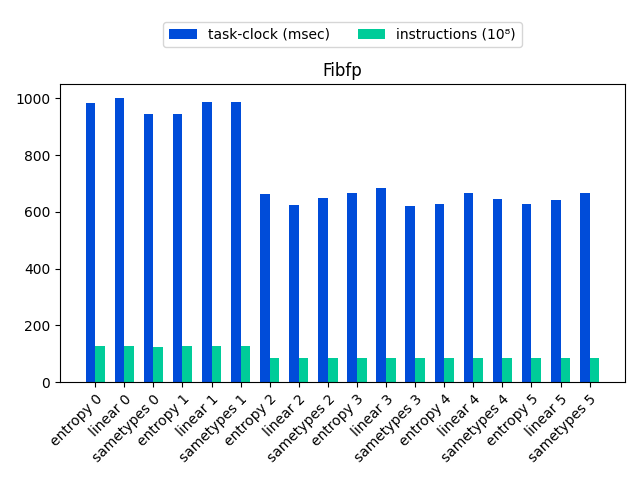 task-clock (msec)
instructions (10⁸)
Fibfp
1000
800
600
400
200
0
entropy 0
linear 0
sametypes 0
entropy 1
linear 1
sametypes 1
entropy 2
linear 2
sametypes 2
entropy 3
linear 3
sametypes 3
entropy 4
linear 4
sametypes 4
entropy 5
linear 5
sametypes 5